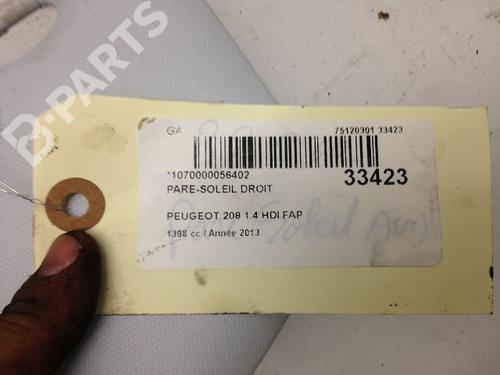 B-PARTS
GA 75120301 33423
*1070000056402 33423
PARE-SOLEIL DROIT
PEUGEOT 208 1.4 HDI FAP
1398 cc / Année 2013
Soleil